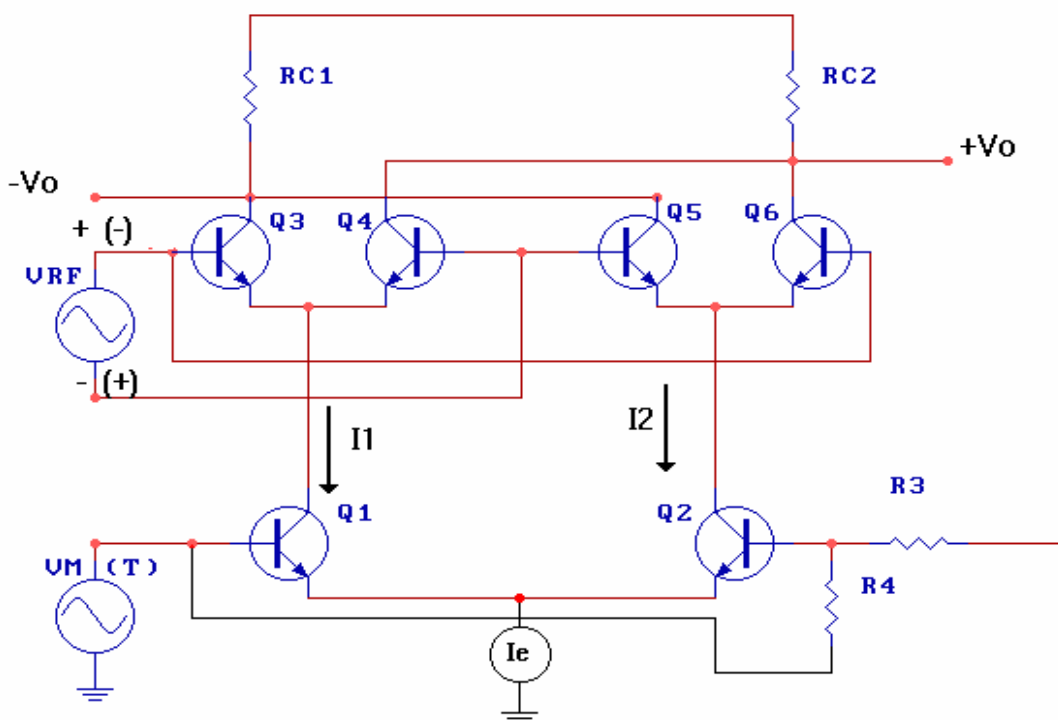 RC1
RC2
-Vo
+Vo
+ (-)
Q3
Q4
Q5
Q6
VRF
- (+)
I1
I2
Q1
Q2
R3
VM (T)
R4
Ie